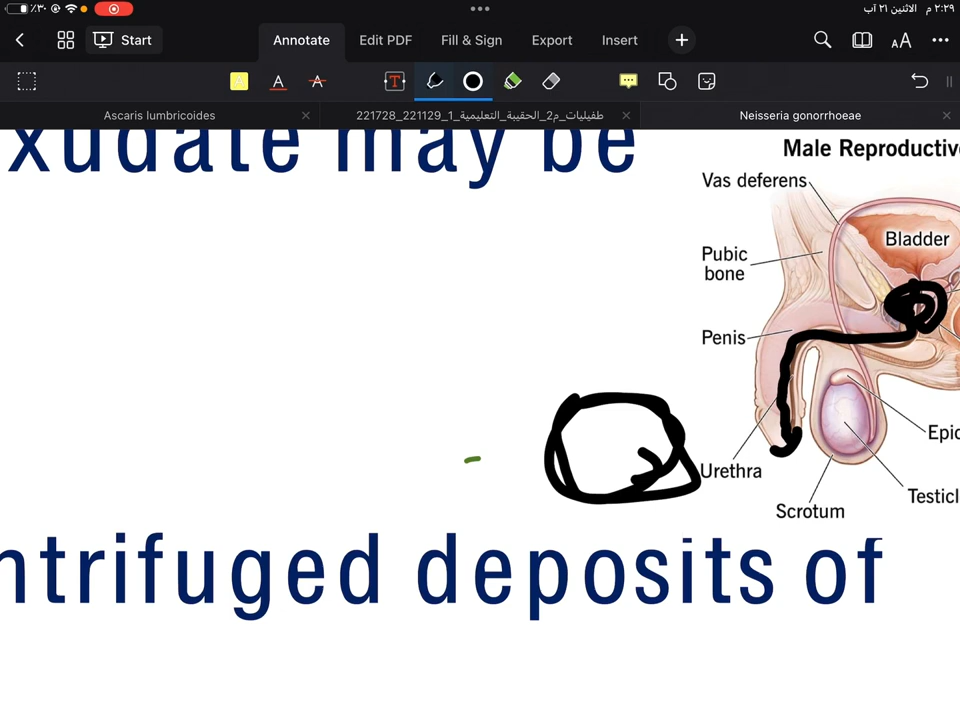 ٪٣٠
٢:٢٩ م الاثنين ٢١ آب
Start
Annotate
Edit PDF
Fill & Sign
Export
Insert
Ascaris lumbricoides
طفيليات_م2_الحقيبة_التعليمية_1_221129_221728
Neisseria gonorrhoeae
xudate may be
Male Reproductive
Vas deferens
Bladder
Pubic
bone
Penis
Epic
Urethra
Testicl
Scrotum
ntrifuged deposits of